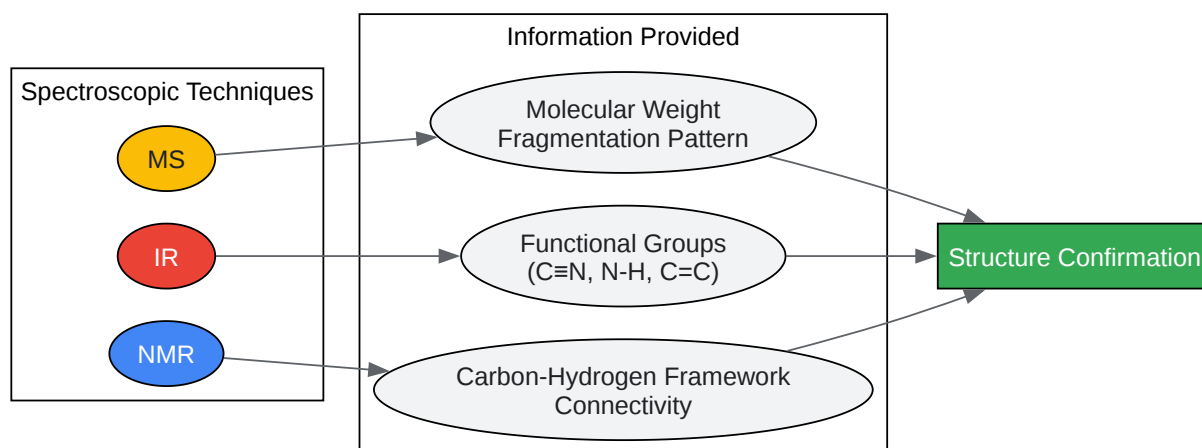 Spectroscopic Techniques
MS
IR
NMR
Information Provided
Molecular Weight
Fragmentation Pattern
Functional Groups
(C≡N, N-H, C=C)
Carbon-Hydrogen Framework
Connectivity
Structure Confirmation